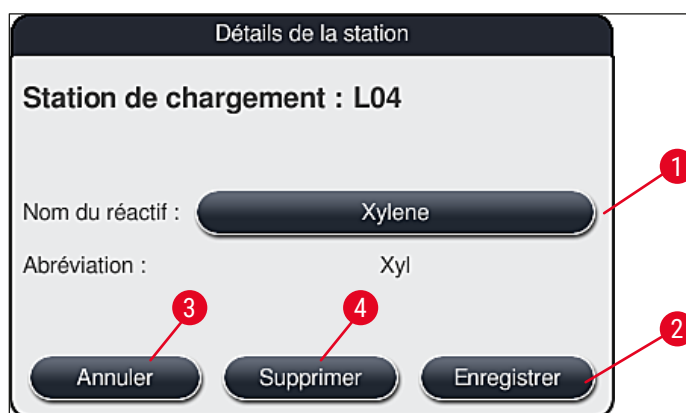 Détails de la station
Station de chargement : L04
1
Nom du réactif : Xylene
Abréviation : Xyl
3 4
2
Annuler Supprimer Enregistrer